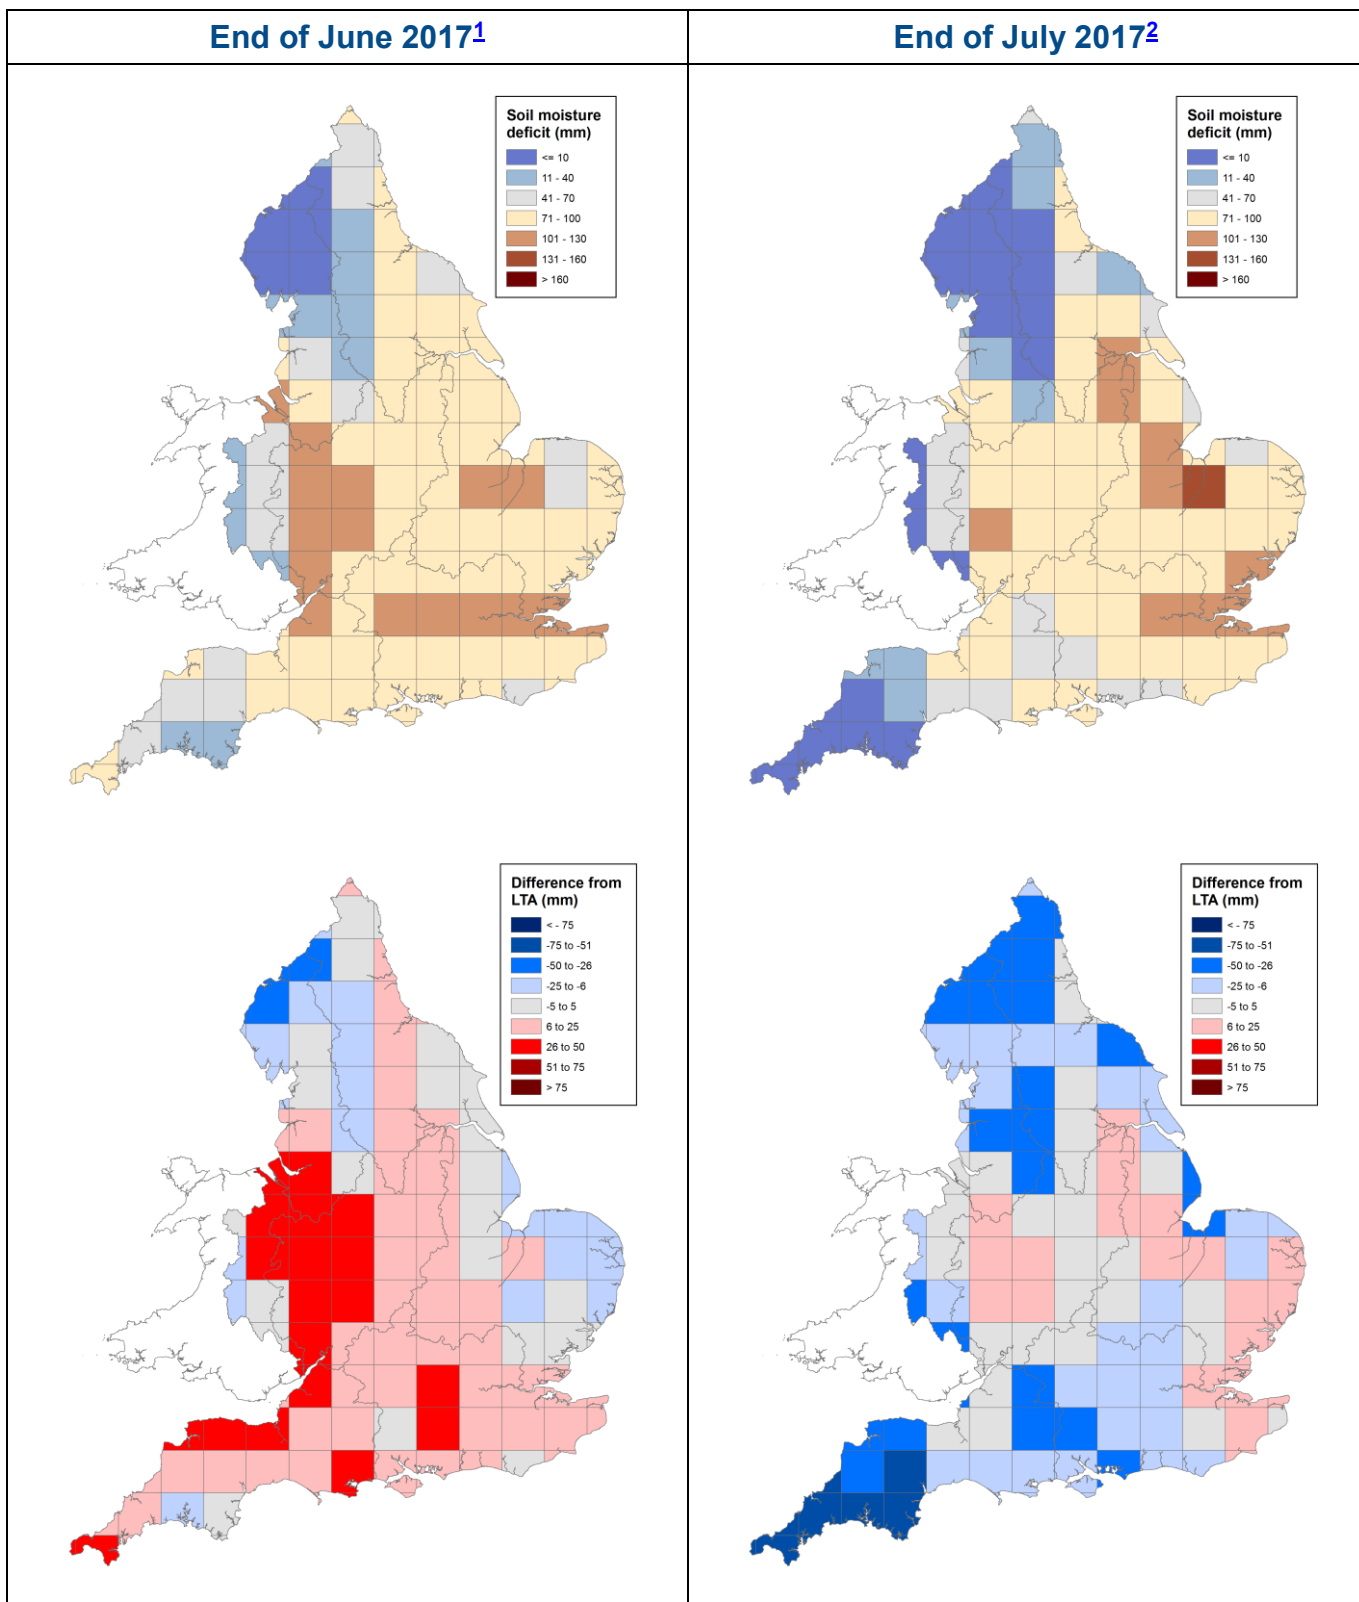 End of June 2017¹
End of July 2017²
Soil moisture
deficit (mm)
<= 10
11 - 40
41 - 70
71 - 100
101 - 130
131 - 160
> 160
Soil moisture
deficit (mm)
<= 10
11 - 40
41 - 70
71 - 100
101 - 130
131 - 160
> 160
Difference from
LTA (mm)
< - 75
-75 to -51
-50 to -26
-25 to -6
-5 to 5
6 to 25
26 to 50
51 to 75
> 75
Difference from
LTA (mm)
< - 75
-75 to -51
-50 to -26
-25 to -6
-5 to 5
6 to 25
26 to 50
51 to 75
> 75